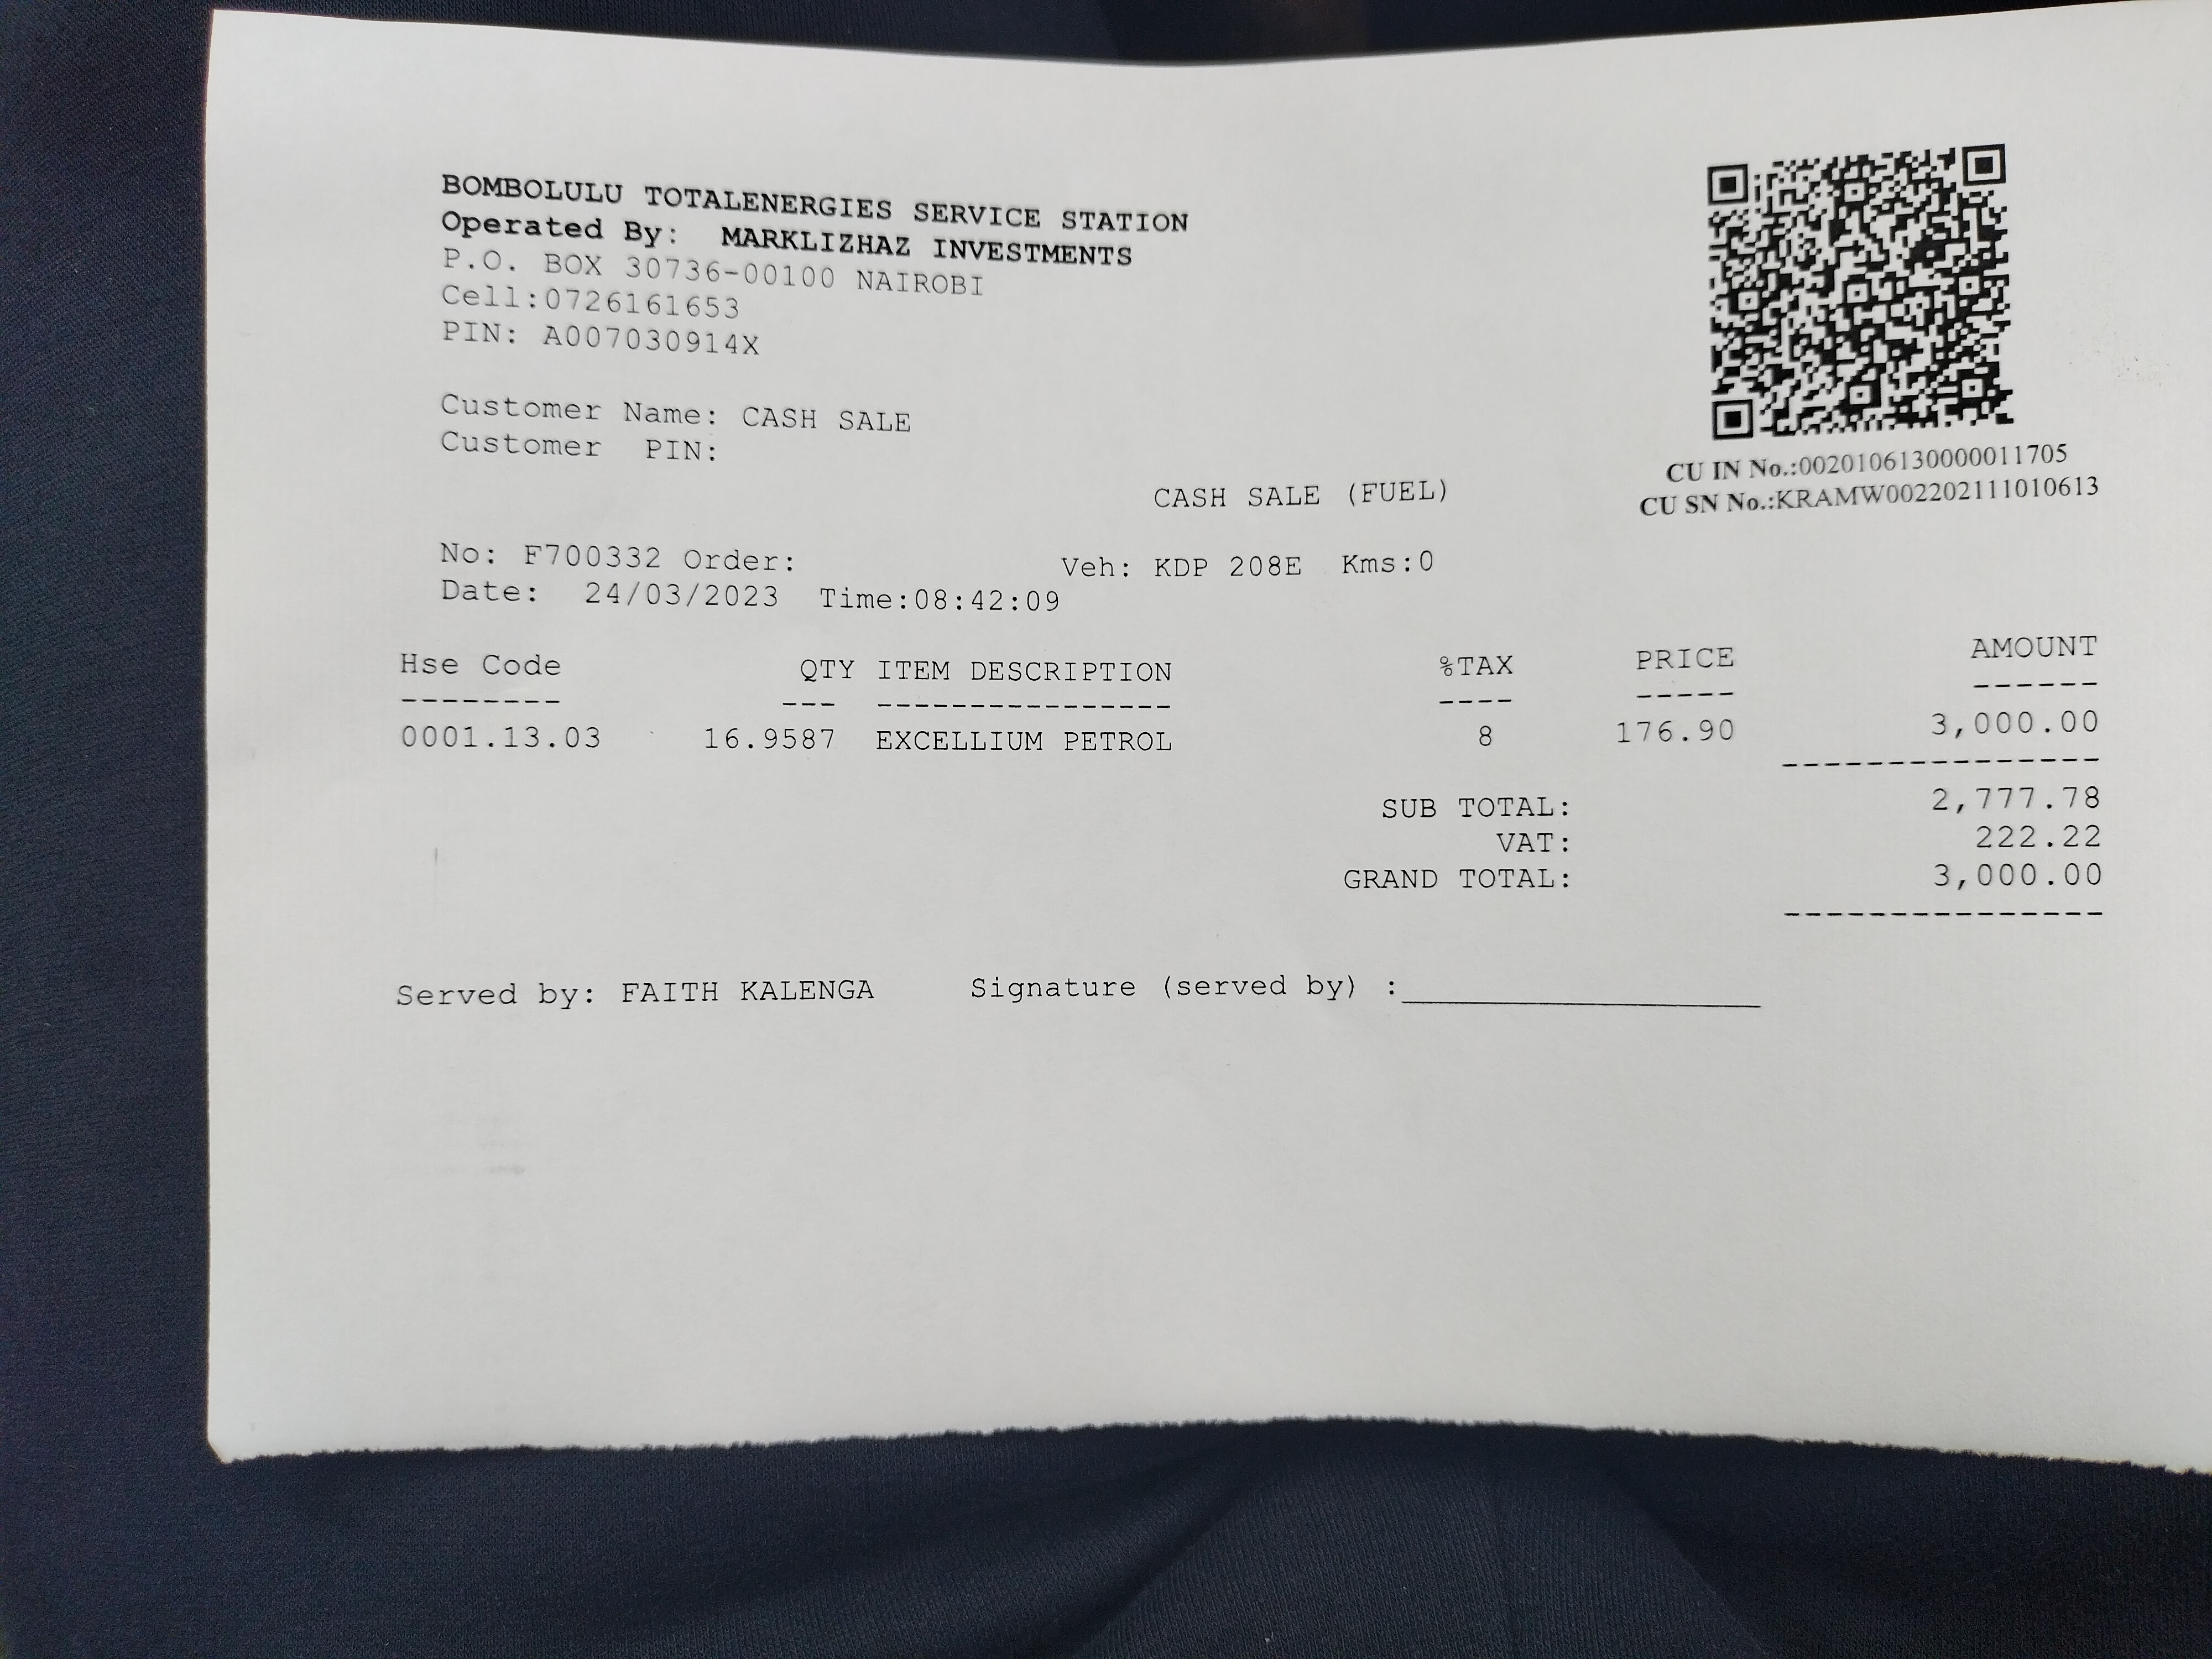 BOMBOLULU TOTALENERGIES SERVICE STATION
Operated By: MARKLIZHAZ INVESTMENTS
P.O. BOX 30736-00100 NAIROBI
Cell:0726161653
PIN: A007030914X
Customer Name: CASH SALE
Customer PIN:
CU IN No.:0020106130000011705
CU SN No.:KRAMW002202111010613
CASH SALE (FUEL)
No: F700332 Order: Veh: KDP 208E Kms:0
Date: 24/03/2023 Time:08:42:09
Hse Code QTY ITEM DESCRIPTION %TAX PRICE AMOUNT
-------- --- ---------------- ---- ----- ------
0001.13.03 16.9587 EXCELLIUM PETROL 8 176.90 3,000.00
---------------
SUB TOTAL: 2,777.78
VAT: 222.22
GRAND TOTAL: 3,000.00
---------------
Served by: FAITH KALENGA Signature (served by) :____________________